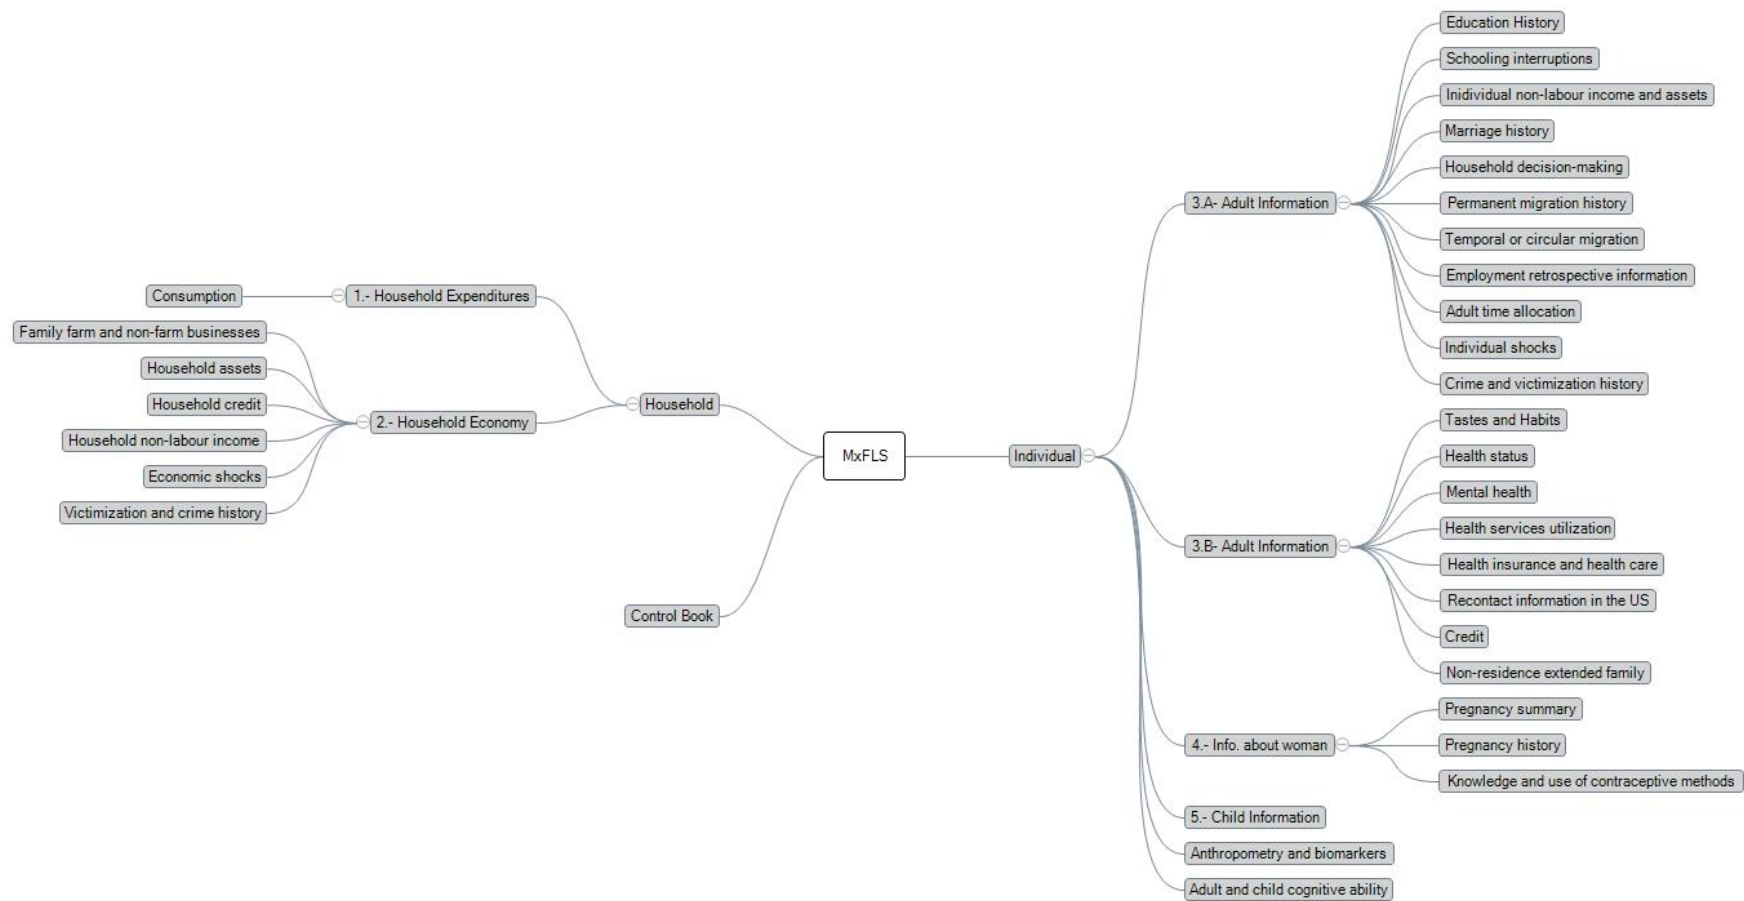 Education History
Schooling interruptions
Inidividual non-labour income and assets
Marriage history
Household decision-making
3.A- Adult Information
Permanent migration history
Temporal or circular migration
Employment retrospective information
Adult time allocation
Individual shocks
Crime and victimization history
Consumption
1.- Household Expenditures
Family farm and non-farm businesses
Household assets
Household credit
Household
2.- Household Economy
Household non-labour income
Economic shocks
Victimization and crime history
MxFLS
Individual
Control Book
Tastes and Habits
Health status
Mental health
Health services utilization
3.B- Adult Information
Health insurance and health care
Recontact information in the US
Credit
Non-residence extended family
Pregnancy summary
4.- Info. about woman
Pregnancy history
Knowledge and use of contraceptive methods
5.- Child Information
Anthropometry and biomarkers
Adult and child cognitive ability